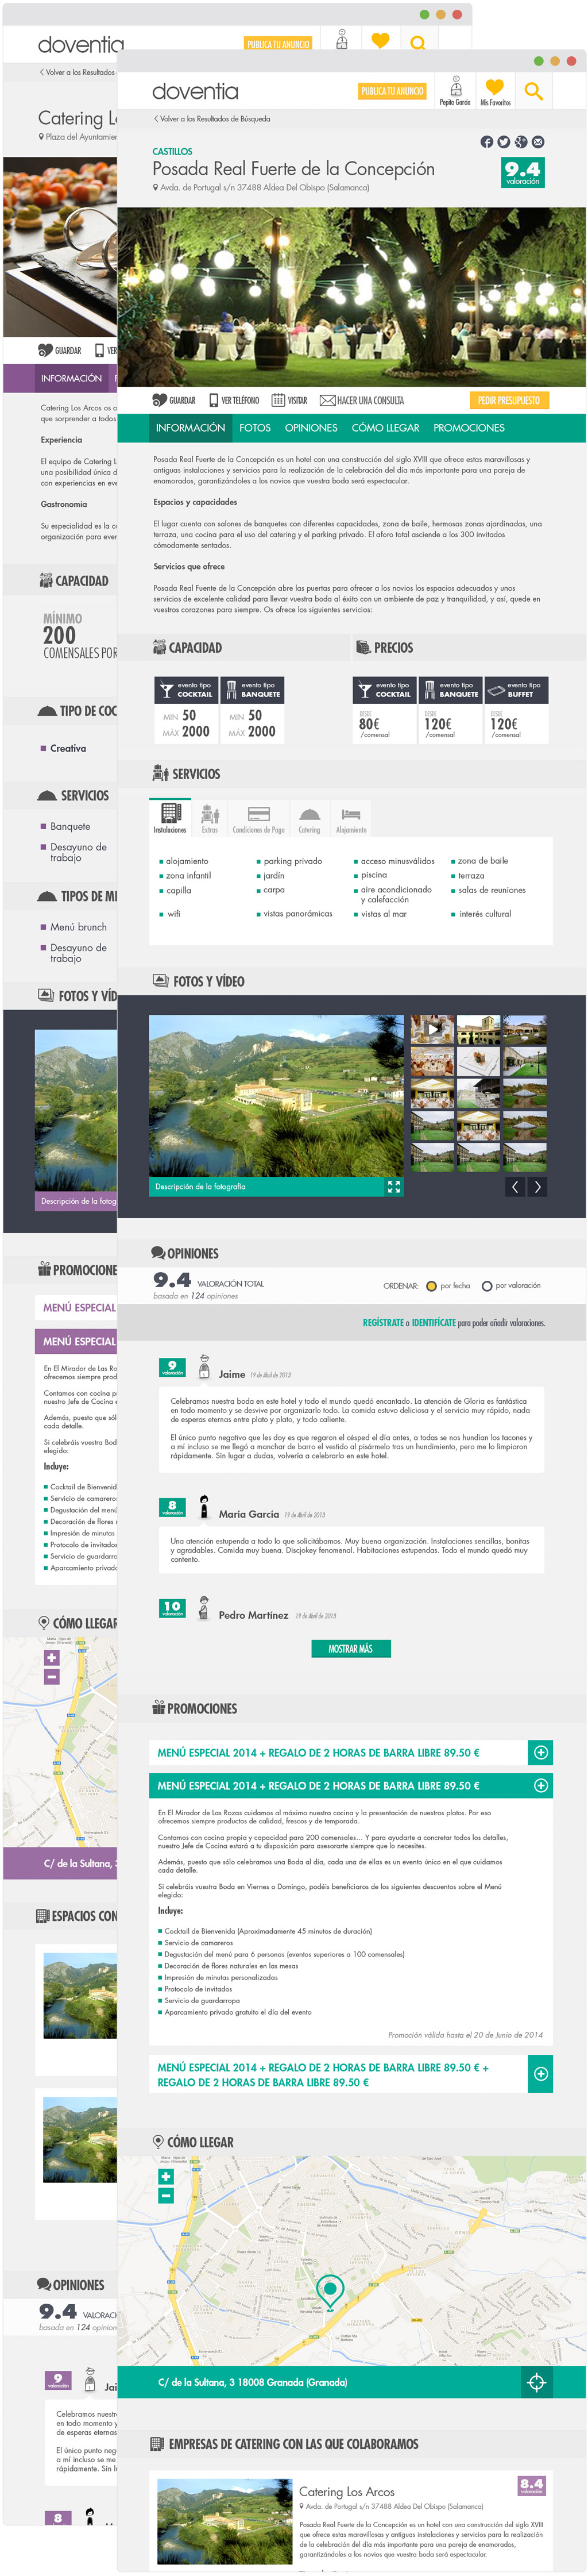 doventia
PUBLICA TU ANUNCIO
Volver a los Resultados
Catering L
Plaza del Ayuntamie
GUARDAR
VER
INFORMACIÓN
Catering Los Arcos os o
que sorprender a todos
Experiencia
El equipo de Catering L
una posibilidad única d
con experiencias en eve
Gastronomía
Su especialidad es la co
organización para even
CAPACIDAD
MÍNIMO
200
COMENSALES POR
TIPO DE COC
Creativa
SERVICIOS
Banquete
Desayuno de
trabajo
TIPOS DE ME
Menú brunch
Desayuno de
trabajo
FOTOS Y VÍD
Descripción de la fotog
PROMOCIONE
MENÚ ESPECIAL
MENÚ ESPECIAL
En El Mirador de Las Ro
ofrecemos siempre prod
Contamos con cocina pr
nuestro Jefe de Cocina e
Además, puesto que sól
cada detalle.
Si celebráis vuestra Bod
elegido:
Incluye:
Cocktail de Bienvenid
Servicio de camareros
Degustación del menú
Decoración de flores n
Impresión de minutas
Protocolo de invitados
Servicio de guardarro
Aparcamiento privado
CÓMO LLEGAR
C/ de la Sultana, 3
ESPACIOS CON
OPINIONES
9.4 VALORACI
basada en 124 opinion
9
valoración
Jai
Celebramos nuestr
en todo momento y
de esperas eternas
El único punto nega
a mí incluso se me
rápidamente. Sin lu
8
doventia
PUBLICA TU ANUNCIO
Pepito García
Mis Favoritos
Volver a los Resultados de Búsqueda
CASTILLOS
Posada Real Fuerte de la Concepción
Avda. de Portugal s/n 37488 Aldea Del Obispo (Salamanca)
9.4
valoración
GUARDAR
VER TELÉFONO
VISITAR
HACER UNA CONSULTA
PEDIR PRESUPUESTO
INFORMACIÓN FOTOS OPINIONES CÓMO LLEGAR PROMOCIONES
Posada Real Fuerte de la Concepción es un hotel con una construcción del siglo XVIII que ofrece estas maravillosas y
antiguas instalaciones y servicios para la realización de la celebración del día más importante para una pareja de
enamorados, garantizándoles a los novios que vuestra boda será espectacular.
Espacios y capacidades
El lugar cuenta con salones de banquetes con diferentes capacidades, zona de baile, hermosas zonas ajardinadas, una
terraza, una cocina para el uso del catering y el parking privado. El aforo total asciende a los 300 invitados
cómodamente sentados.
Servicios que ofrece
Posada Real Fuerte de la Concepción abre las puertas para ofrecer a los novios los espacios adecuados y unos
servicios de excelente calidad para llevar vuestra boda al éxito con un ambiente de paz y tranquilidad, y así, quede en
vuestros corazones para siempre. Os ofrece los siguientes servicios:
CAPACIDAD
evento tipo
COCKTAIL
MIN 50
MÁX 2000
evento tipo
BANQUETE
MIN 50
MÁX 2000
PRECIOS
evento tipo
COCKTAIL
DESDE
80€
/comensal
evento tipo
BANQUETE
DESDE
120€
/comensal
evento tipo
BUFFET
DESDE
120€
/comensal
SERVICIOS
Instalaciones
Extras
Condiciones de Pago
Catering
Alojamiento
alojamiento
parking privado
acceso minusválidos
zona de baile
zona infantil
jardín
piscina
terraza
capilla
carpa
aire acondicionado
y calefacción
salas de reuniones
wifi
vistas panorámicas
vistas al mar
interés cultural
FOTOS Y VÍDEO
Descripción de la fotografía
OPINIONES
9.4 VALORACIÓN TOTAL
basada en 124 opiniones
ORDENAR:
por fecha
por valoración
REGÍSTRATE o IDENTIFÍCATE para poder añadir valoraciones.
9
valoración
Jaime 19 de Abril de 2013
Celebramos nuestra boda en este hotel y todo el mundo quedó encantado. La atención de Gloria es fantástica
en todo momento y se desvive por organizarlo todo. La comida estuvo deliciosa y el servicio muy rápido, nada
de esperas eternas entre plato y plato, y todo caliente.
El único punto negativo que les doy es que regaron el césped el día antes, a todas se nos hundían los tacones y
a mí incluso se me llegó a manchar de barro el vestido al pisármelo tras un hundimiento, pero me lo limpiaron
rápidamente. Sin lugar a dudas, volvería a celebrarlo en este hotel.
8
valoración
María García 19 de Abril de 2013
Una atención estupenda a todo lo que solicitábamos. Muy buena organización. Instalaciones sencillas, bonitas
y agradables. Comida muy buena. Discjokey fenomenal. Habitaciones estupendas. Todo el mundo quedó muy
contento.
10
valoración
Pedro Martínez 19 de Abril de 2013
MOSTRAR MÁS
PROMOCIONES
MENÚ ESPECIAL 2014 + REGALO DE 2 HORAS DE BARRA LIBRE 89.50 €
MENÚ ESPECIAL 2014 + REGALO DE 2 HORAS DE BARRA LIBRE 89.50 €
En El Mirador de Las Rozas cuidamos al máximo nuestra cocina y la presentación de nuestros platos. Por eso
ofrecemos siempre productos de calidad, frescos y de temporada.
Contamos con cocina propia y capacidad para 200 comensales... Y para ayudarte a concretar todos los detalles,
nuestro Jefe de Cocina estará a tu disposición para asesorarte siempre que lo necesites.
Además, puesto que sólo celebramos una Boda al día, cada una de ellas es un evento único en el que cuidamos
cada detalle.
Si celebráis vuestra Boda en Viernes o Domingo, podéis beneficiaros de los siguientes descuentos sobre el Menú
elegido:
Incluye:
Cocktail de Bienvenida (Aproximadamente 45 minutos de duración)
Servicio de camareros
Degustación del menú para 6 personas (eventos superiores a 100 comensales)
Decoración de flores naturales en las mesas
Impresión de minutas personalizadas
Protocolo de invitados
Servicio de guardarropa
Aparcamiento privado gratuito el día del evento
Promoción válida hasta el 20 de Junio de 2014
MENÚ ESPECIAL 2014 + REGALO DE 2 HORAS DE BARRA LIBRE 89.50 € +
REGALO DE 2 HORAS DE BARRA LIBRE 89.50 €
CÓMO LLEGAR
C/ de la Sultana, 3 18008 Granada (Granada)
EMPRESAS DE CATERING CON LAS QUE COLABORAMOS
Catering Los Arcos
Avda. de Portugal s/n 37488 Aldea Del Obispo (Salamanca)
8.4
valoración
Posada Real Fuerte de la Concepción es un hotel con una construcción del siglo XVIII
que ofrece estas maravillosas y antiguas instalaciones y servicios para la realización
de la celebración del día más importante para una pareja de enamorados,
garantizándoles a los novios que vuestra boda será espectacular.